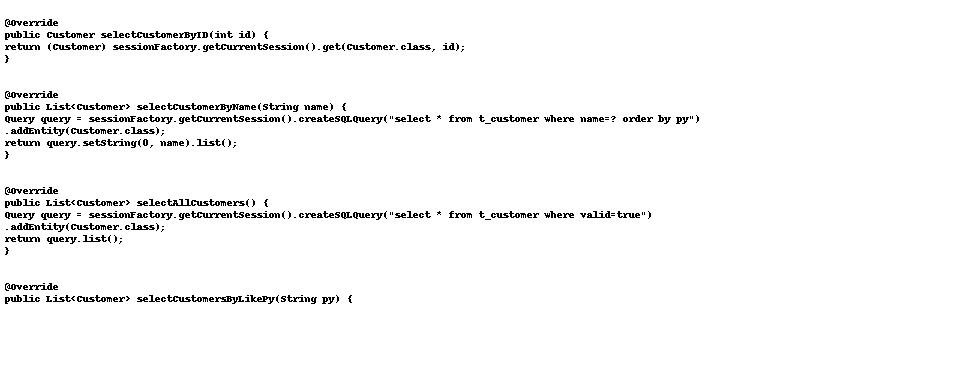 @Override
public Customer selectCustomerByID(int id) {
return (Customer) sessionFactory.getCurrentSession().get(Customer.class, id);
}
@Override
public List<Customer> selectCustomerByName(String name) {
Query query = sessionFactory.getCurrentSession().createSQLQuery("select * from t_customer where name=? order by py")
.addEntity(Customer.class);
return query.setString(0, name).list();
}
@Override
public List<Customer> selectAllCustomers() {
Query query = sessionFactory.getCurrentSession().createSQLQuery("select * from t_customer where valid=true")
.addEntity(Customer.class);
return query.list();
}
@Override
public List<Customer> selectCustomersByLikePy(String py) {